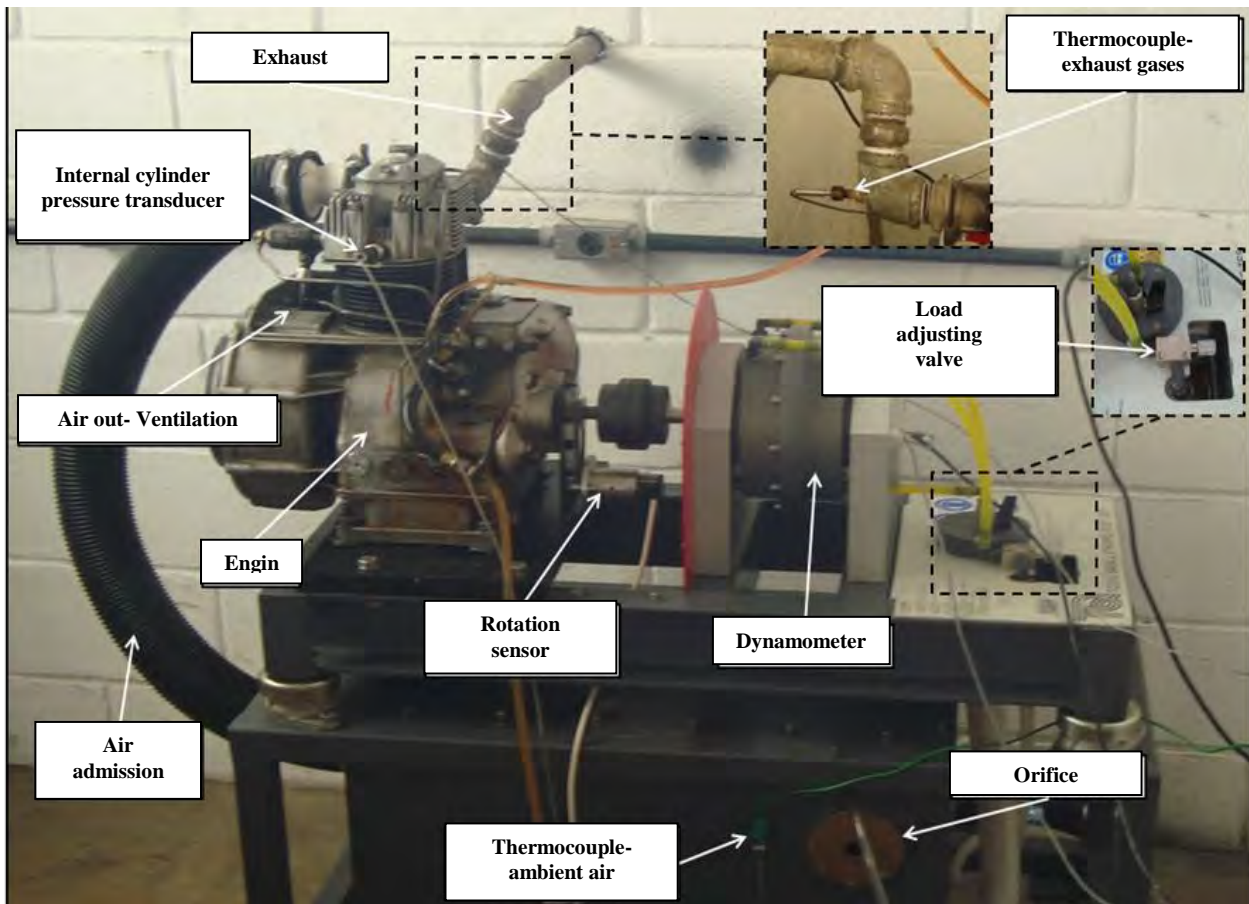 Exhaust
Thermocouple-
exhaust gases
Internal cylinder
pressure transducer
Load
adjusting
valve
Air out- Ventilation
Engin
Rotation
sensor
Dynamometer
Air
admission
Orifice
Thermocouple-
ambient air